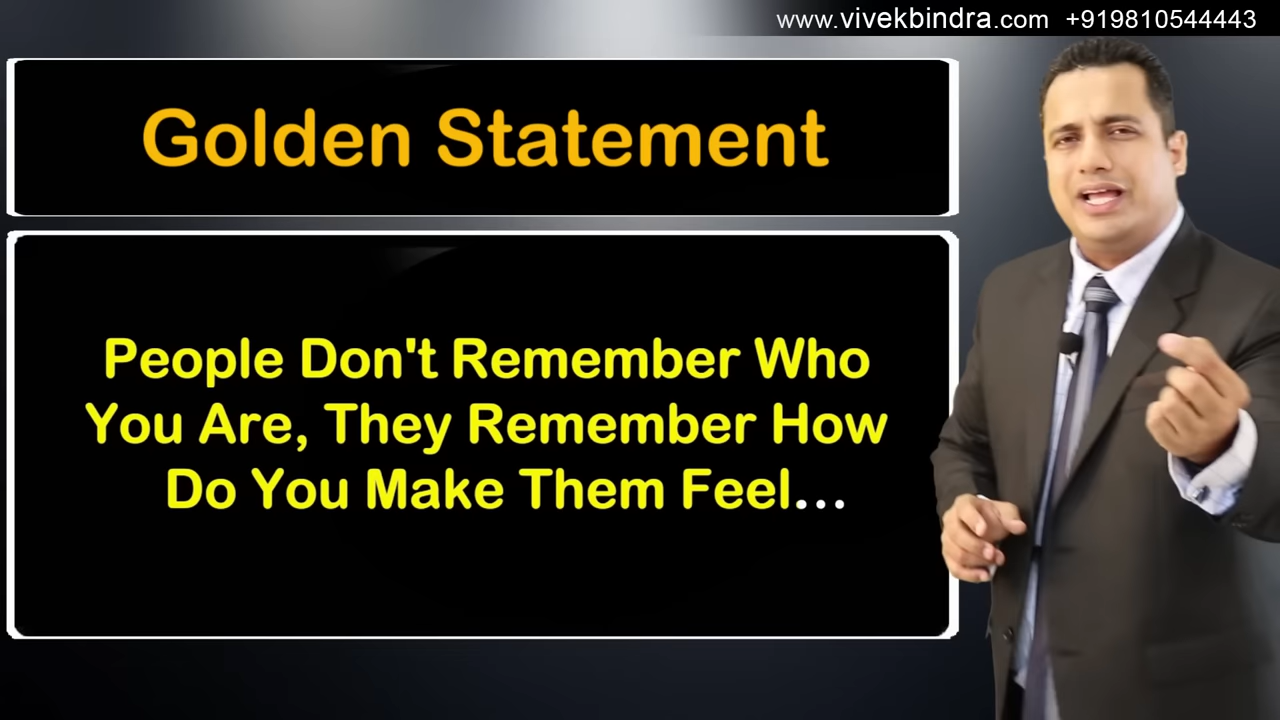 www.vivekbindra.com +919810544443
Golden Statement
People Don't Remember Who
You Are, They Remember How
Do You Make Them Feel...